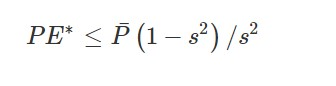 PE* ≤ P̄ (1 − s²) / s²